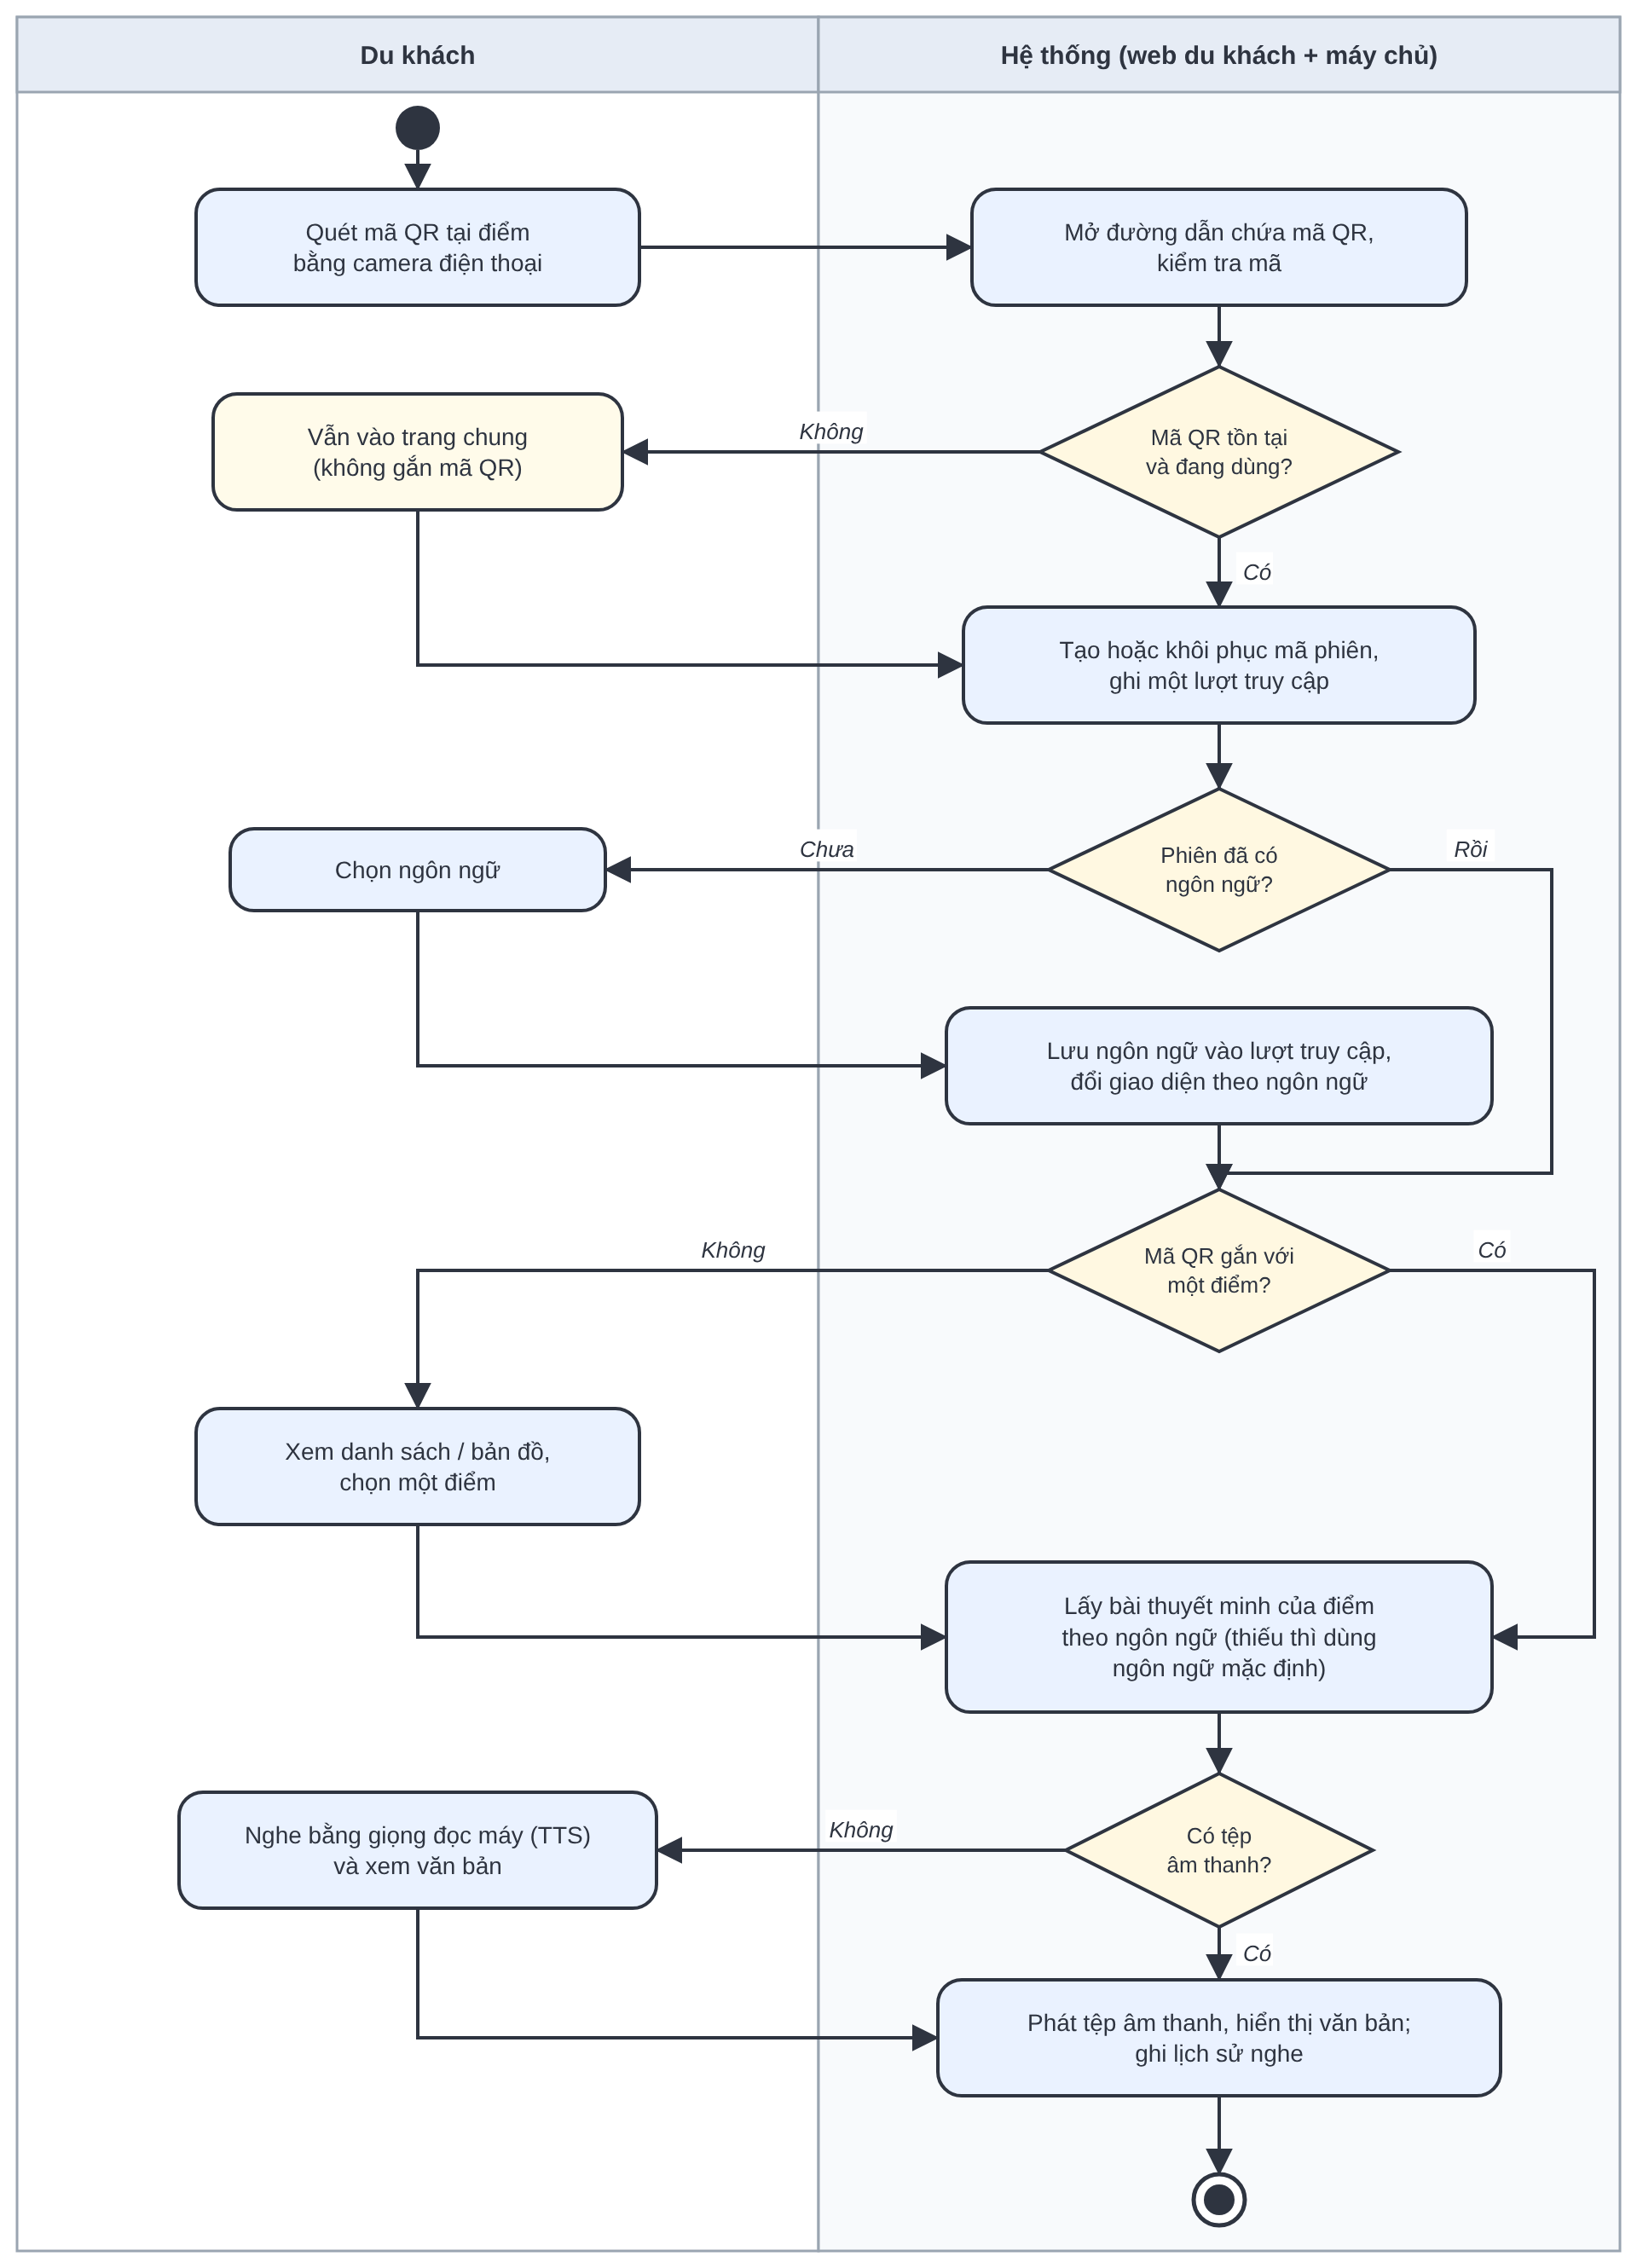 Du khách
Hệ thống (web du khách + máy chủ)
Quét mã QR tại điểm
bằng camera điện thoại
Mở đường dẫn chứa mã QR,
kiểm tra mã
Vẫn vào trang chung
(không gắn mã QR)
Không
Mã QR tồn tại
và đang dùng?
Có
Tạo hoặc khôi phục mã phiên,
ghi một lượt truy cập
Chọn ngôn ngữ
Chưa
Phiên đã có
ngôn ngữ?
Rồi
Lưu ngôn ngữ vào lượt truy cập,
đổi giao diện theo ngôn ngữ
Không
Mã QR gắn với
một điểm?
Có
Xem danh sách / bản đồ,
chọn một điểm
Lấy bài thuyết minh của điểm
theo ngôn ngữ (thiếu thì dùng
ngôn ngữ mặc định)
Nghe bằng giọng đọc máy (TTS)
và xem văn bản
Không
Có tệp
âm thanh?
Có
Phát tệp âm thanh, hiển thị văn bản;
ghi lịch sử nghe